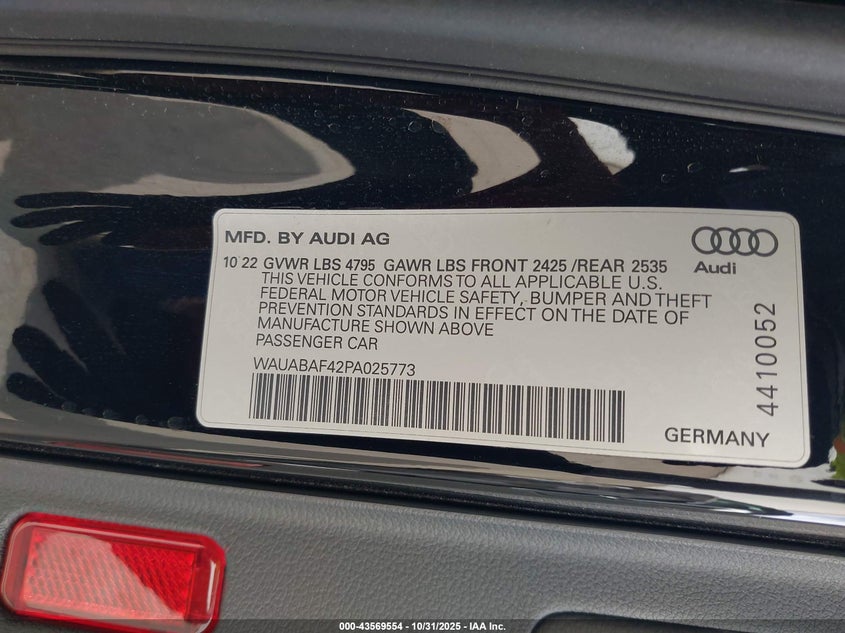 MFD. BY AUDI AG
10 22 GVWR LBS 4795 GAWR LBS FRONT 2425 /REAR 2535
THIS VEHICLE CONFORMS TO ALL APPLICABLE U.S.
FEDERAL MOTOR VEHICLE SAFETY, BUMPER AND THEFT
PREVENTION STANDARDS IN EFFECT ON THE DATE OF
MANUFACTURE SHOWN ABOVE
PASSENGER CAR
WAUABAF42PA025773
Audi
4410052
GERMANY
000-43569554 - 10/31/2025 - IAA Inc.